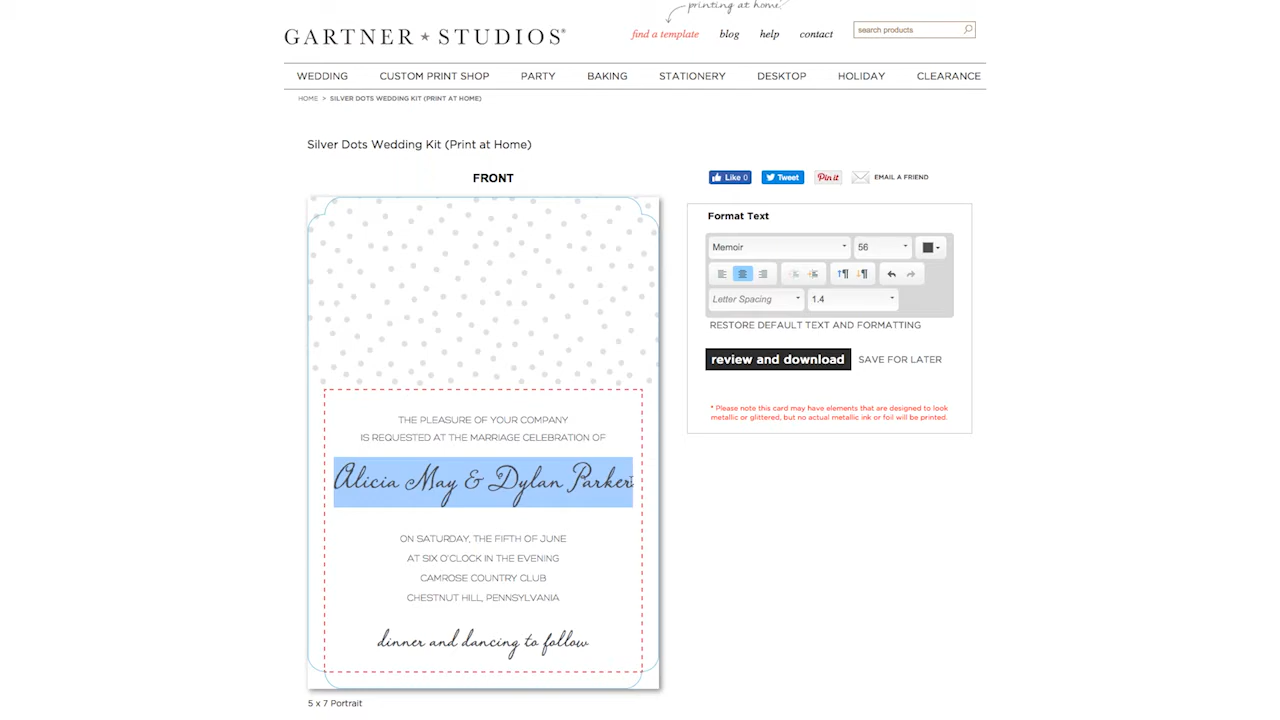 printing at home?
GARTNER ★ STUDIOS®
find a template blog help contact search products
WEDDING CUSTOM PRINT SHOP PARTY BAKING STATIONERY DESKTOP HOLIDAY CLEARANCE
HOME > SILVER DOTS WEDDING KIT (PRINT AT HOME)
Silver Dots Wedding Kit (Print at Home)
FRONT
THE PLEASURE OF YOUR COMPANY
IS REQUESTED AT THE MARRIAGE CELEBRATION OF
Alicia May & Dylan Parker
ON SATURDAY, THE FIFTH OF JUNE
AT SIX O'CLOCK IN THE EVENING
CAMROSE COUNTRY CLUB
CHESTNUT HILL, PENNSYLVANIA
dinner and dancing to follow
5 x 7 Portrait
Like 0 Tweet Pin it EMAIL A FRIEND
Format Text
Memoir 56
Letter Spacing 1.4
RESTORE DEFAULT TEXT AND FORMATTING
review and download SAVE FOR LATER
* Please note this card may have elements that are designed to look
metallic or glittered, but no actual metallic ink or foil will be printed.